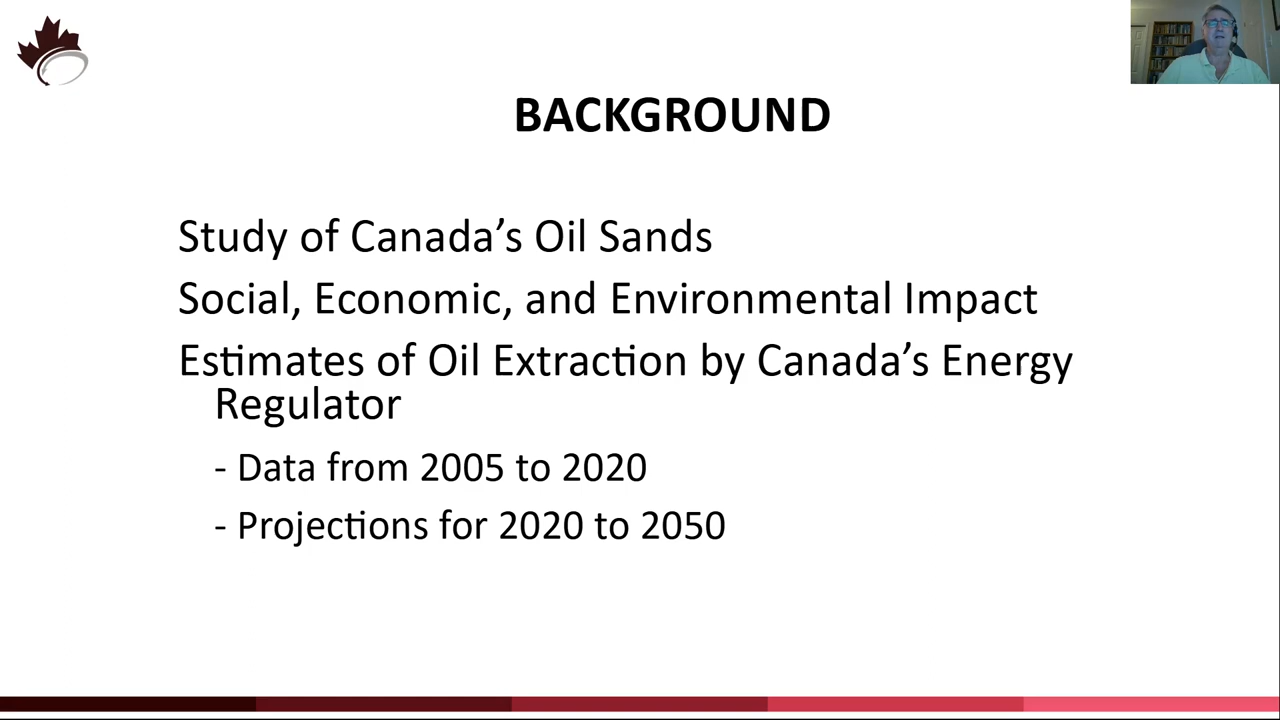 BACKGROUND
Study of Canada’s Oil Sands
Social, Economic, and Environmental Impact
Estimates of Oil Extraction by Canada’s Energy
Regulator
- Data from 2005 to 2020
- Projections for 2020 to 2050